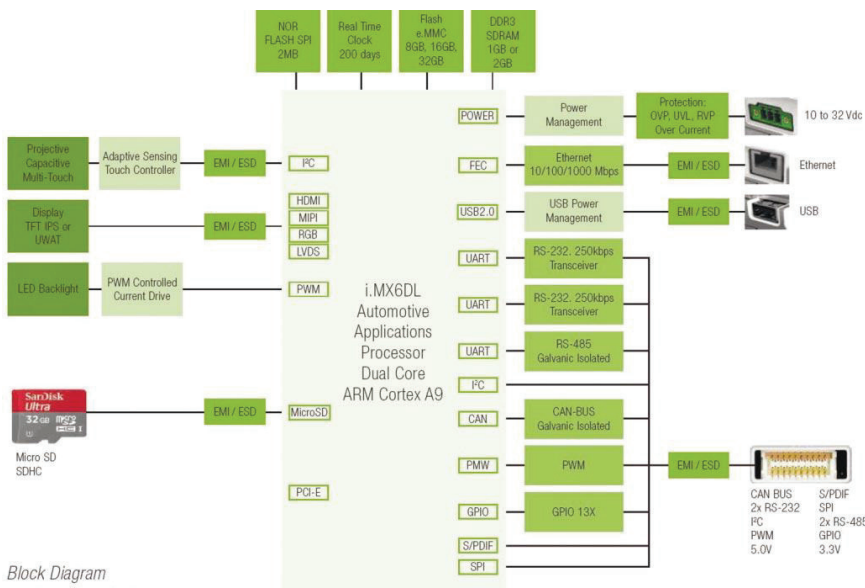 NOR
FLASH SPI
2MB
Real Time
Clock
200 days
Flash
e.MMC
8GB, 16GB,
32GB
DDR3
SDRAM
1GB or
2GB
POWER
Power
Management
Protection:
OVP, UVL, RVP
Over Current
10 to 32 Vdc
Projective
Capacitive
Multi-Touch
Adaptive Sensing
Touch Controller
EMI / ESD
I²C
FEC
Ethernet
10/100/1000 Mbps
EMI / ESD
Ethernet
Display
TFT IPS or
UWAT
EMI / ESD
HDMI
MIPI
RGB
LVDS
USB2.0
USB Power
Management
EMI / ESD
USB
LED Backlight
PWM Controlled
Current Drive
PWM
UART
RS-232. 250kbps
Transceiver
UART
RS-232. 250kbps
Transceiver
i.MX6DL
Automotive
Applications
Processor
Dual Core
ARM Cortex A9
UART
RS-485
Galvanic Isolated
I²C
SanDisk
Ultra
32GB
Micro SD
SDHC
EMI / ESD
MicroSD
CAN
CAN-BUS
Galvanic Isolated
PMW
PWM
EMI / ESD
PCI-E
GPIO
GPIO 13X
S/PDIF
SPI
CAN BUS
2x RS-232
I²C
PWM
5.0V
S/PDIF
SPI
2x RS-485
GPIO
3.3V
Block Diagram